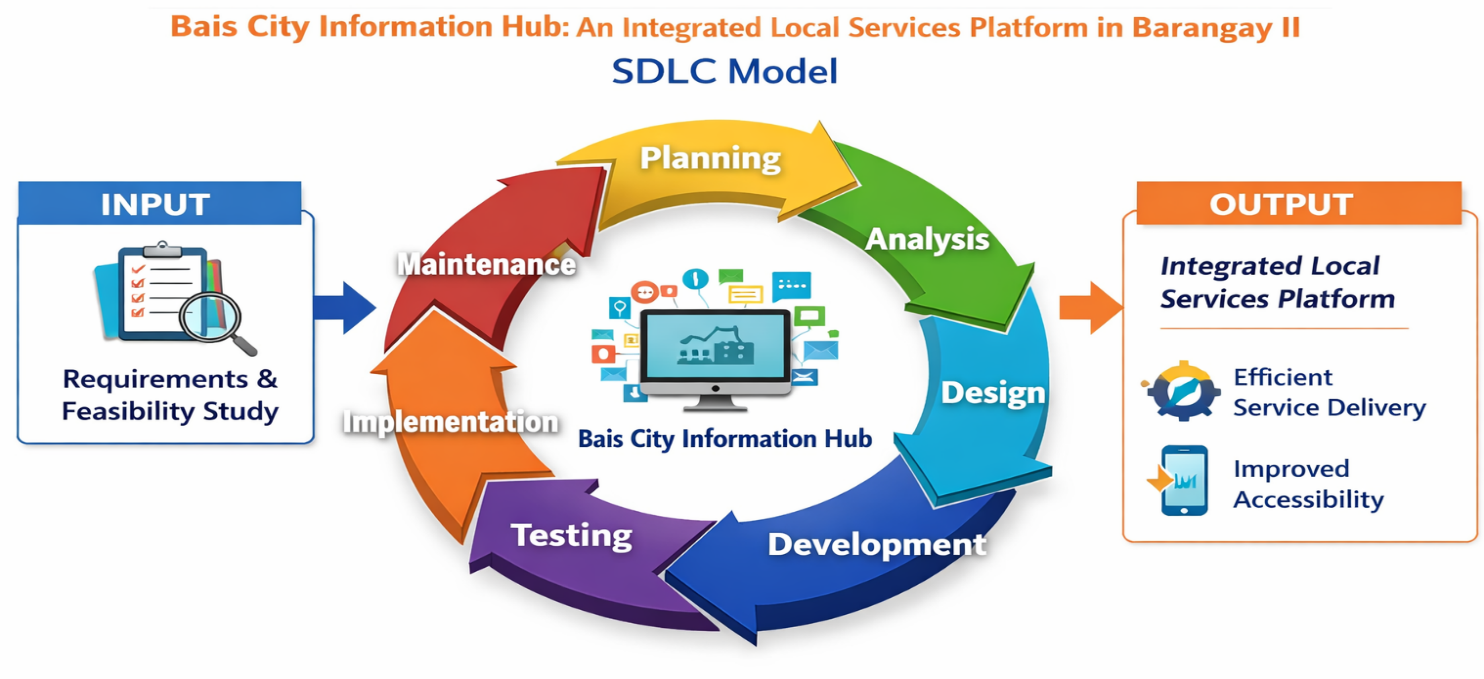 Bais City Information Hub: An Integrated Local Services Platform in Barangay II
SDLC Model
INPUT
Requirements &
Feasibility Study
Planning
Analysis
Design
Development
Testing
Implementation
Maintenance
Bais City Information Hub
OUTPUT
Integrated Local
Services Platform
Efficient
Service Delivery
Improved
Accessibility